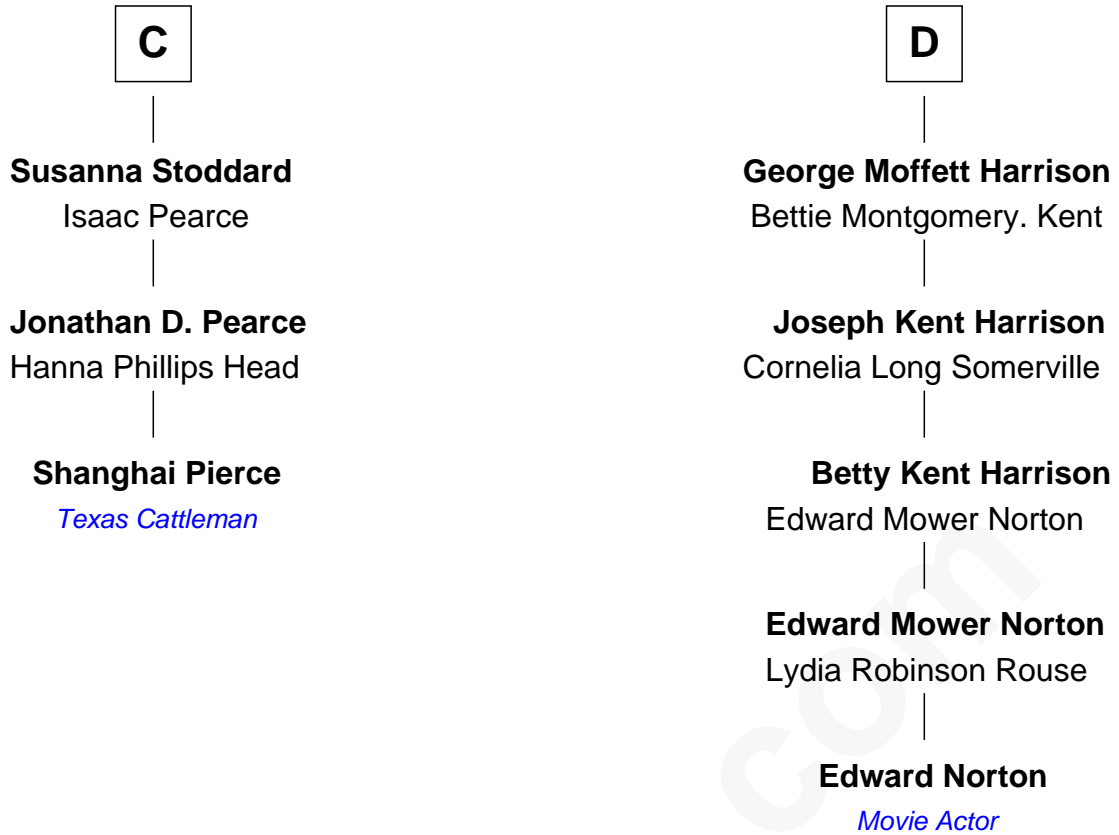 C
Susanna Stoddard
Isaac Pearce
Jonathan D. Pearce
Hanna Phillips Head
Shanghai Pierce
Texas Cattleman
D
George Moffett Harrison
Bettie Montgomery. Kent
Joseph Kent Harrison
Cornelia Long Somerville
Betty Kent Harrison
Edward Mower Norton
Edward Mower Norton
Lydia Robinson Rouse
Edward Norton
Movie Actor
com